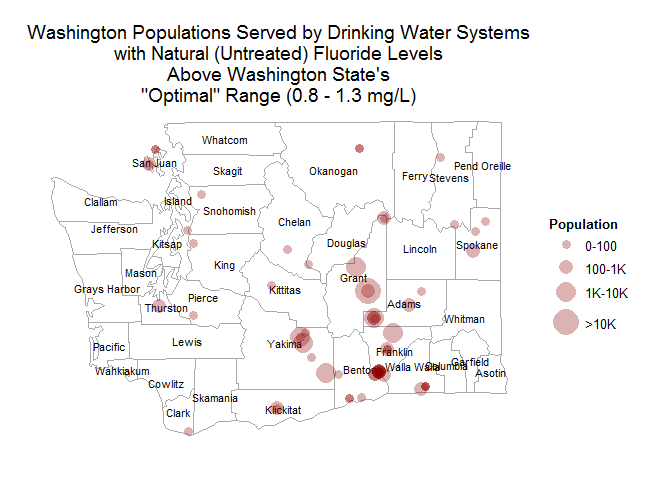 Washington Populations Served by Drinking Water Systems
with Natural (Untreated) Fluoride Levels
Above Washington State's
"Optimal" Range (0.8 - 1.3 mg/L)
Whatcom
San Juan
Skagit
Okanogan
Ferry
Stevens
Pend Oreille
Clallam
Island
Snohomish
Chelan
Jefferson
Kitsap
Douglas
Lincoln
Spokane
Mason
King
Grant
Grays Harbor
Pierce
Kittitas
Adams
Thurston
Whitman
Pacific
Lewis
Yakima
Franklin
Garfield
Wahkiakum
Benton
Walla Walla
Columbia
Asotin
Cowlitz
Skamania
Clark
Klickitat
Population
0-100
100-1K
1K-10K
>10K